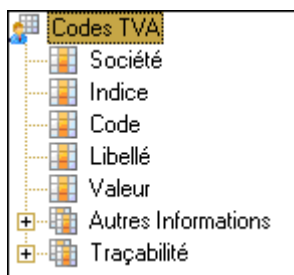 Codes TVA
Société
Indice
Code
Libellé
Valeur
Autres Informations
Traçabilité